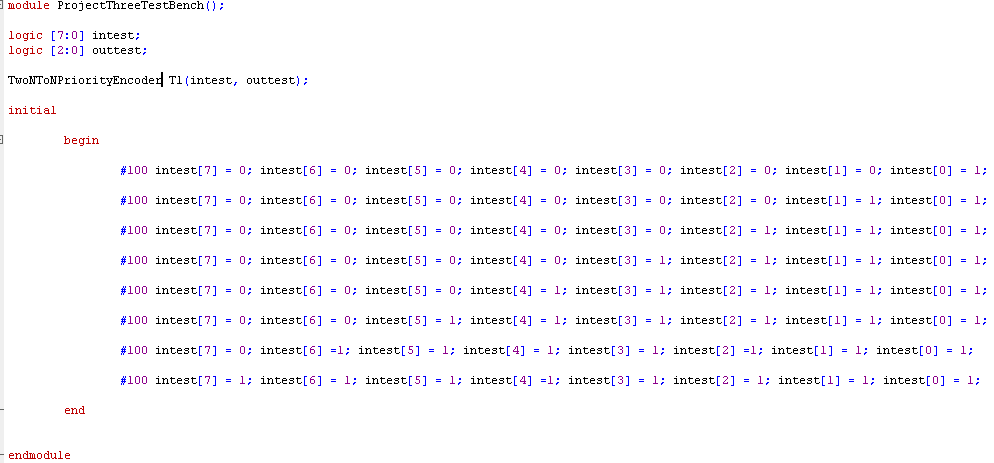 module ProjectThreeTestBench();
logic [7:0] intest;
logic [2:0] outtest;
TwoNToNPriorityEncoder T1(intest, outtest);
initial
begin
#100 intest[7] = 0; intest[6] = 0; intest[5] = 0; intest[4] = 0; intest[3] = 0; intest[2] = 0; intest[1] = 0; intest[0] = 1;
#100 intest[7] = 0; intest[6] = 0; intest[5] = 0; intest[4] = 0; intest[3] = 0; intest[2] = 0; intest[1] = 1; intest[0] = 1;
#100 intest[7] = 0; intest[6] = 0; intest[5] = 0; intest[4] = 0; intest[3] = 0; intest[2] = 1; intest[1] = 1; intest[0] = 1;
#100 intest[7] = 0; intest[6] = 0; intest[5] = 0; intest[4] = 0; intest[3] = 1; intest[2] = 1; intest[1] = 1; intest[0] = 1;
#100 intest[7] = 0; intest[6] = 0; intest[5] = 0; intest[4] = 1; intest[3] = 1; intest[2] = 1; intest[1] = 1; intest[0] = 1;
#100 intest[7] = 0; intest[6] = 0; intest[5] = 1; intest[4] = 1; intest[3] = 1; intest[2] = 1; intest[1] = 1; intest[0] = 1;
#100 intest[7] = 0; intest[6] =1; intest[5] = 1; intest[4] = 1; intest[3] = 1; intest[2] =1; intest[1] = 1; intest[0] = 1;
#100 intest[7] = 1; intest[6] = 1; intest[5] = 1; intest[4] =1; intest[3] = 1; intest[2] = 1; intest[1] = 1; intest[0] = 1;
end
endmodule